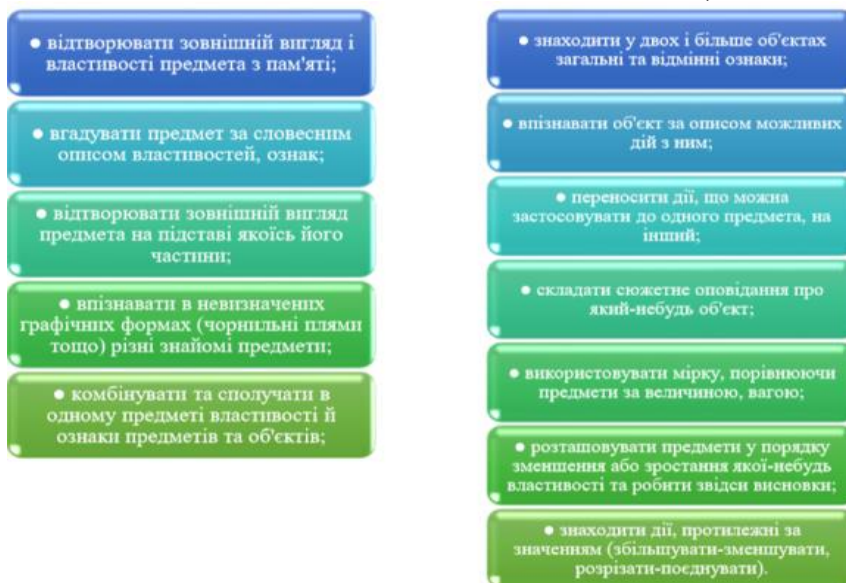 ● відтворювати зовнішній вигляд і
властивості предмета з пам'яті;
● вгадувати предмет за словесним
описом властивостей, ознак;
● відтворювати зовнішній вигляд
предмета на підставі якоїсь його
частини;
● впізнавати в невизначених
графічних формах (чорнильні плями
тощо) різні знайомі предмети;
● комбінувати та сполучати в
одному предметі властивості й
ознаки предметів та об'єктів;
● знаходити у двох і більше об'єктах
загальні та відмінні ознаки;
● впізнавати об'єкт за описом можливих
дій з ним;
● переносити дії, що можна
застосовувати до одного предмета, на
інший;
● складати сюжетне оповідання про
який-небудь об'єкт;
● використовувати мірку, порівнюючи
предмети за величиною, вагою;
● розташовувати предмети у порядку
зменшення або зростання якої-небудь
властивості та робити звідси висновки;
● знаходити дії, протилежні за
значенням (збільшувати-зменшувати,
розрізати-поєднувати).